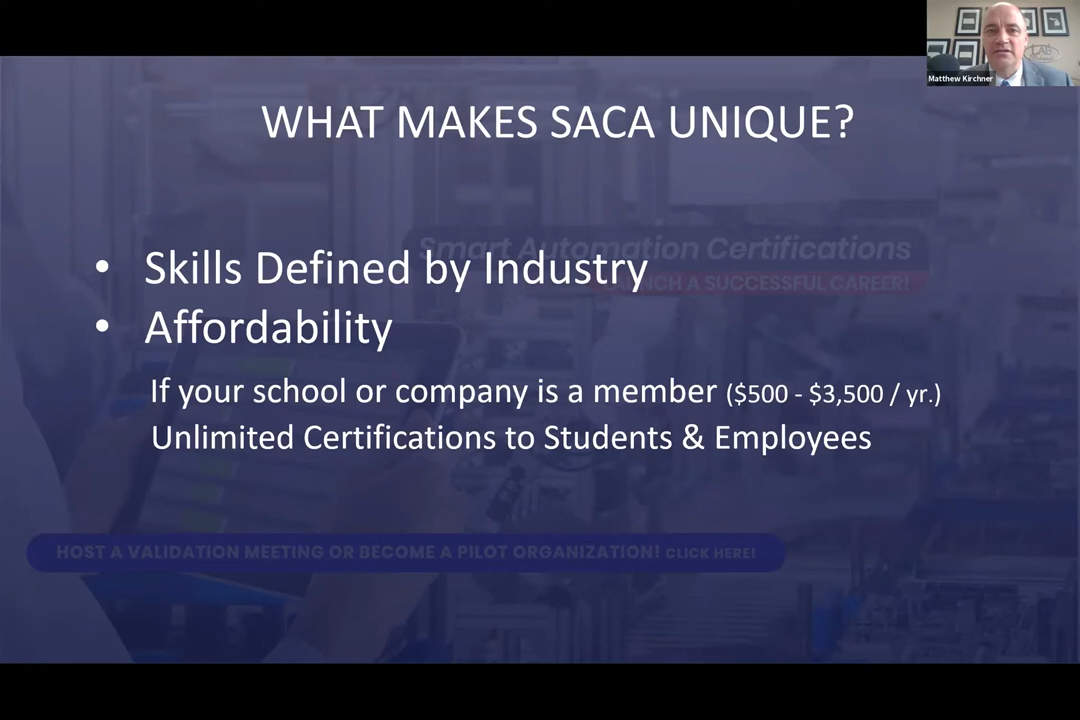 WHAT MAKES SACA UNIQUE?
Matthew Kirchner
Smart Automation Certifications
LAUNCH A SUCCESSFUL CAREER!
• Skills Defined by Industry
• Affordability
If your school or company is a member ($500 - $3,500 / yr.)
Unlimited Certifications to Students & Employees
HOST A VALIDATION MEETING OR BECOME A PILOT ORGANIZATION! CLICK HERE!